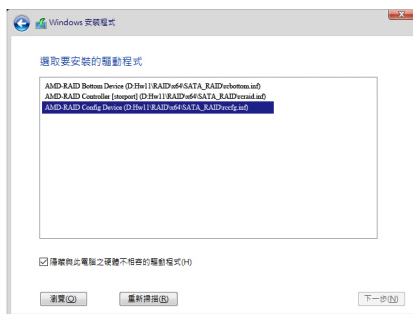 Windows 安裝程式
選取要安裝的驅動程式
AMD-RAID Bottom Device (D:Hw11\RAID\x64\SATA_RAID\rcbottom.inf)
AMD-RAID Controller [storport] (D:Hw11\RAID\x64\SATA_RAID\rcraid.inf)
AMD-RAID Config Device (D:Hw11\RAID\x64\SATA_RAID\rccfg.inf)
隱藏與此電腦之硬體不相容的驅動程式(H)
瀏覽(O) 重新掃描(R) 下一步(N)